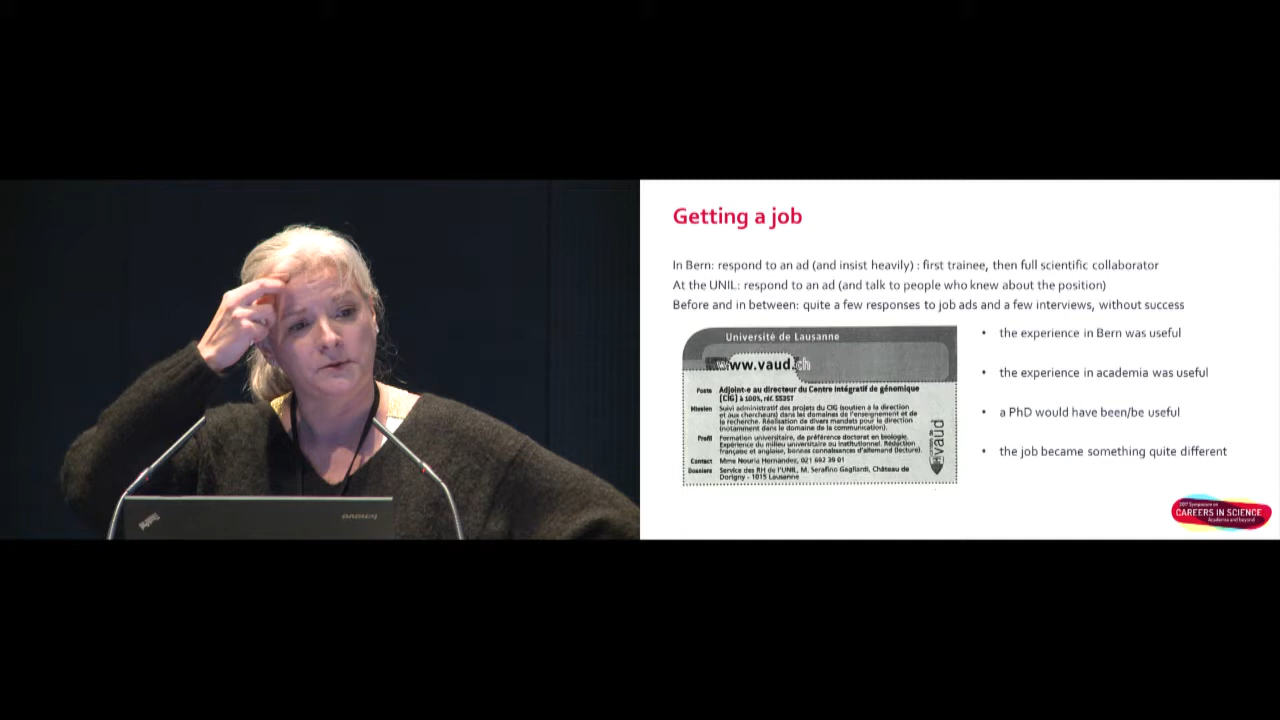 Getting a job
In Bern: respond to an ad (and insist heavily) : first trainee, then full scientific collaborator
At the UNIL: respond to an ad (and talk to people who knew about the position)
Before and in between: quite a few responses to job ads and a few interviews, without success
Université de Lausanne
www.vaud.ch
Poste Adjoint·e au directeur du Centre intégratif de génomique
(CIG) à 100%, réf. 5535T
Mission Suivi administratif des projets du CIG (soutien à la direction
et aux chercheurs) dans les domaines de l'enseignement et de
la recherche. Réalisation de divers mandats pour la direction
(notamment dans le domaine de la communication).
Profil Formation universitaire, de préférence doctorat en biologie.
Expérience du milieu universitaire ou institutionnel. Rédaction
française et anglaise, bonnes connaissances d'allemand (lecture).
Contact Mme Nouria Hernandez, 021 692 39 01
Dossiers Service des RH de l'UNIL, M. Serafino Gagliardi, Château de
Dorigny - 1015 Lausanne
vaud
• the experience in Bern was useful
• the experience in academia was useful
• a PhD would have been/be useful
• the job became something quite different
2017 Symposium on
CAREERS IN SCIENCE
Academia and beyond
ThinkPad
lenovo